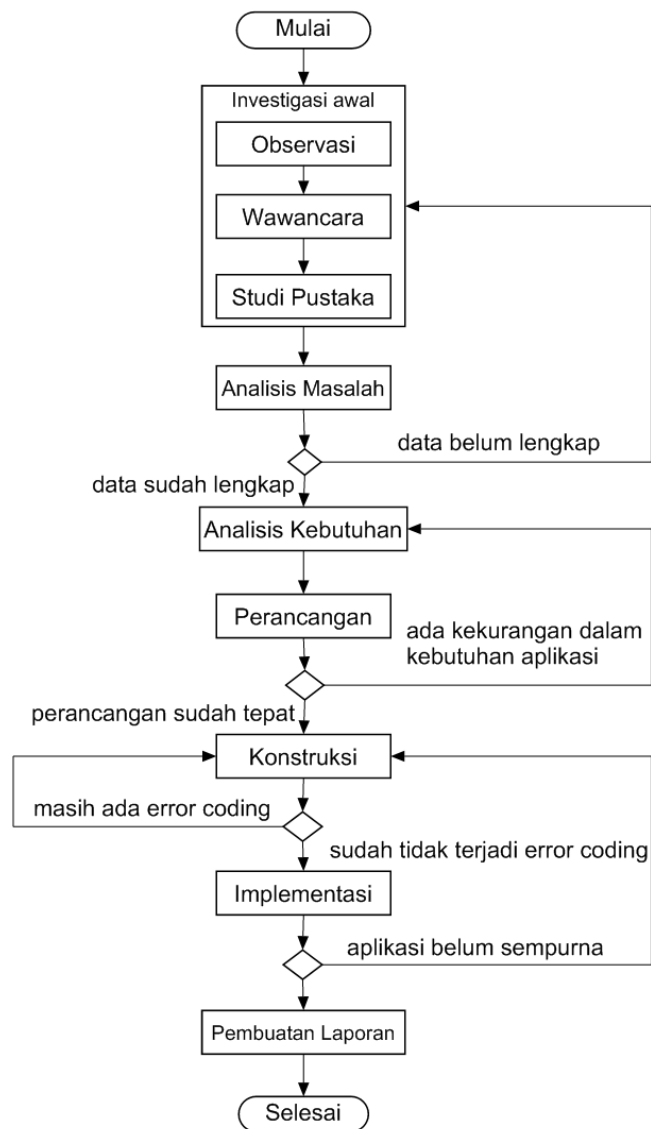 Mulai
Investigasi awal
Observasi
Wawancara
Studi Pustaka
Analisis Masalah
data belum lengkap
data sudah lengkap
Analisis Kebutuhan
Perancangan
ada kekurangan dalam
kebutuhan aplikasi
perancangan sudah tepat
Konstruksi
masih ada error coding
sudah tidak terjadi error coding
Implementasi
aplikasi belum sempurna
Pembuatan Laporan
Selesai